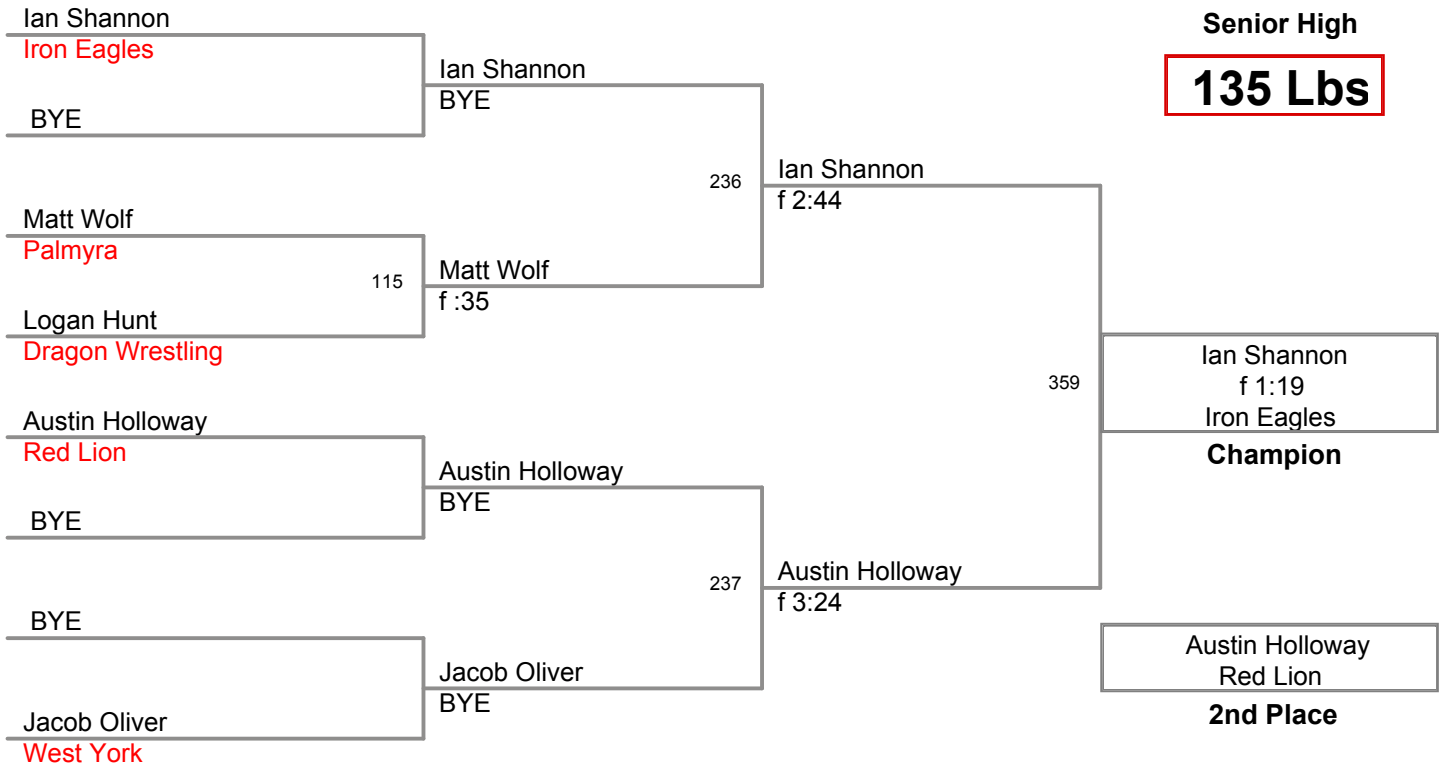 Ian Shannon
Iron Eagles
BYE
Matt Wolf
Palmyra
Logan Hunt
Dragon Wrestling
Austin Holloway
Red Lion
BYE
BYE
Jacob Oliver
West York
Ian Shannon
BYE
115
Matt Wolf
f :35
Austin Holloway
BYE
Jacob Oliver
BYE
236
Ian Shannon
f 2:44
237
Austin Holloway
f 3:24
Senior High
135 Lbs
359
Ian Shannon
f 1:19
Iron Eagles
Champion
Austin Holloway
Red Lion
2nd Place